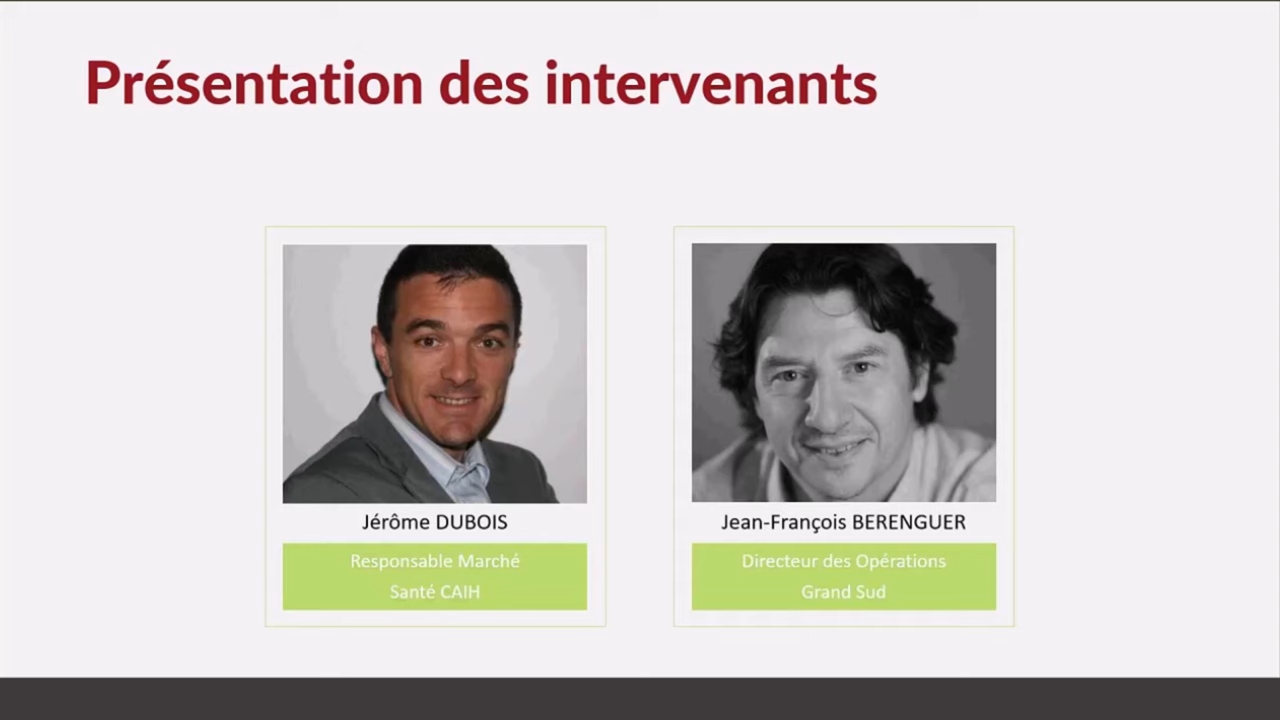 Présentation des intervenants
Jérôme DUBOIS
Responsable Marché
Santé CAIH
Jean-François BERENGUER
Directeur des Opérations
Grand Sud